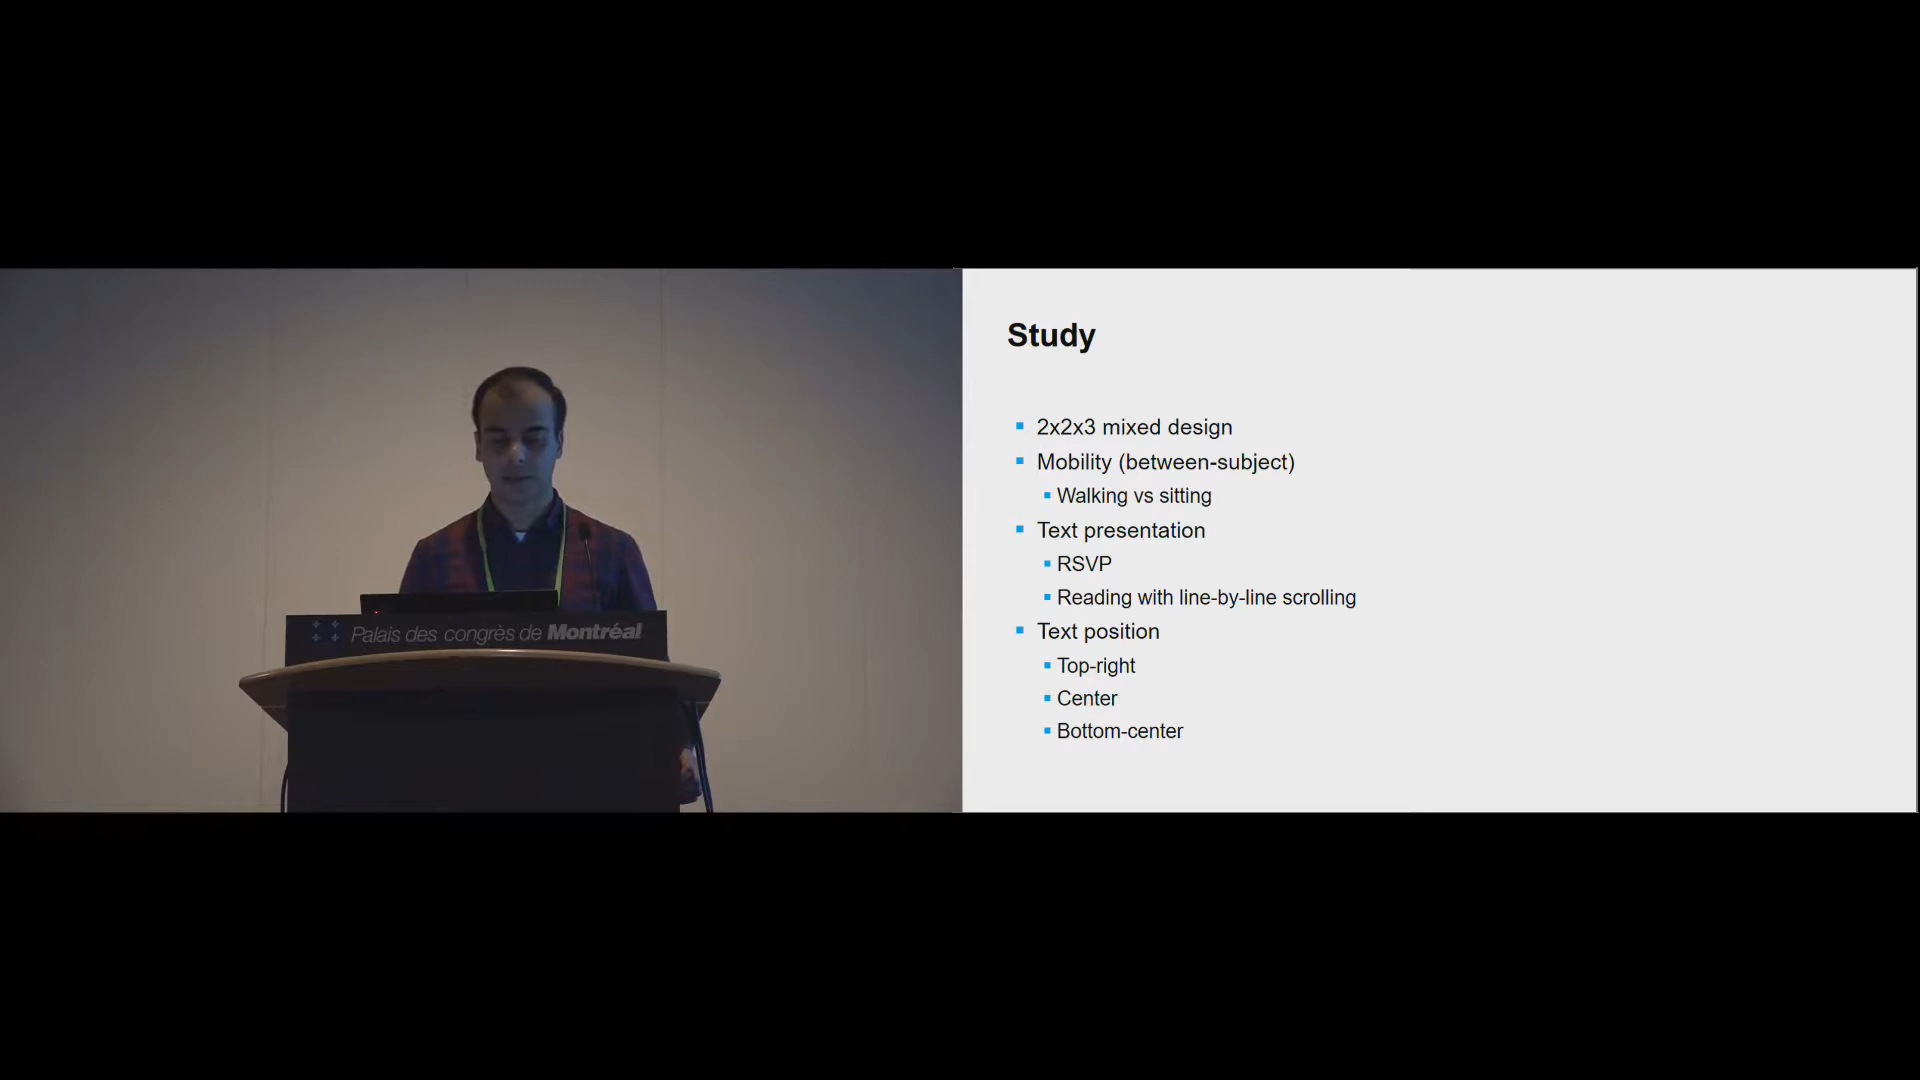 Palais des congrès de Montréal
Study
2x2x3 mixed design
Mobility (between-subject)
Walking vs sitting
Text presentation
RSVP
Reading with line-by-line scrolling
Text position
Top-right
Center
Bottom-center